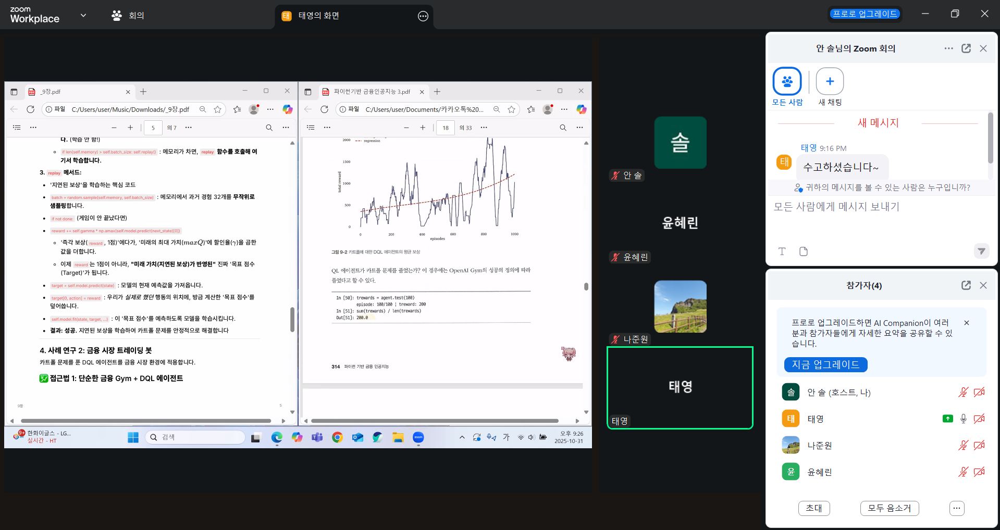 zoom
Workplace
회의
태
태영의 화면
프로로 업그레이드
_9장.pdf
파일
C:/Users/user/Music/Downloads/_9장.pdf
5
의 7
다. (학습 안 함!)
if len(self.memory) > self.batch_size: self.replay() : 메모리가 차면, replay 함수를 호출해 여
기서 학습합니다.
3. replay 메서드:
'지연된 보상'을 학습하는 핵심 코드
batch = random.sample(self.memory, self.batch_size) : 메모리에서 과거 경험 32개를 무작위로
샘플링합니다.
if not done: (게임이 안 끝났다면)
reward += self.gamma * np.amax(self.model.predict(next_state)[0])
'즉각 보상( reward , 1점)'에다가, '미래의 최대 가치(maxQ)'에 할인율(γ)을 곱한
값을 더합니다.
이제 reward 는 1점이 아니라, "미래 가치(지연된 보상)가 반영된" 진짜 '목표 점수
(Target)'가 됩니다.
target = self.model.predict(state) : 모델의 현재 예측값을 가져옵니다.
target[0, action] = reward : 우리가 실제로 했던 행동의 위치에, 방금 계산한 '목표 점수'를
덮어씁니다.
self.model.fit(state, target, ...) : 이 '목표 점수'를 예측하도록 모델을 학습시킵니다.
결과: 성공. 지연된 보상을 학습하여 카트폴 문제를 안정적으로 해결합니다
4. 사례 연구 2: 금융 시장 트레이딩 봇
카트폴 문제를 푼 DQL 에이전트를 금융 시장 환경에 적용합니다.
접근법 1: 단순한 금융 Gym + DQL 에이전트
9장
5
파이썬기반 금융인공지능 3.pdf
파일
C:/Users/user/Documents/카카오톡%20...
18
의 33
regression
2000
1500
1000
500
0
total reward
0
200
400
600
800
1000
episodes
그림 9-2 카트폴에 대한 DQL 에이전트의 평균 보상
QL 에이전트가 카트폴 문제를 풀었는가? 이 경우에는 OpenAI Gym의 성공의 정의에 따라
풀었다고 할 수 있다.
In [50]: trewards = agent.test(100)
episode: 100/100 | treward: 200
In [51]: sum(trewards) / len(trewards)
Out[51]: 200.0
314 파이썬 기반 금융 인공지능
9+
한화이글스 - LG...
실시간 - HT
검색
zoom
가
오후 9:26
2025-10-31
솔
안 솔
윤혜린
윤혜린
나준원
태영
태영
안 솔님의 Zoom 회의
모든 사람
새 채팅
새 메시지
태영 9:16 PM
태
수고하셨습니다~
귀하의 메시지를 볼 수 있는 사람은 누구입니까?
모든 사람에게 메시지 보내기
참가자(4)
프로로 업그레이드하면 AI Companion이 여러
분과 참가자들에게 자세한 요약을 공유할 수 있
습니다.
지금 업그레이드
솔
안 솔 (호스트, 나)
태
태영
나준원
윤
윤혜린
초대
모두 음소거